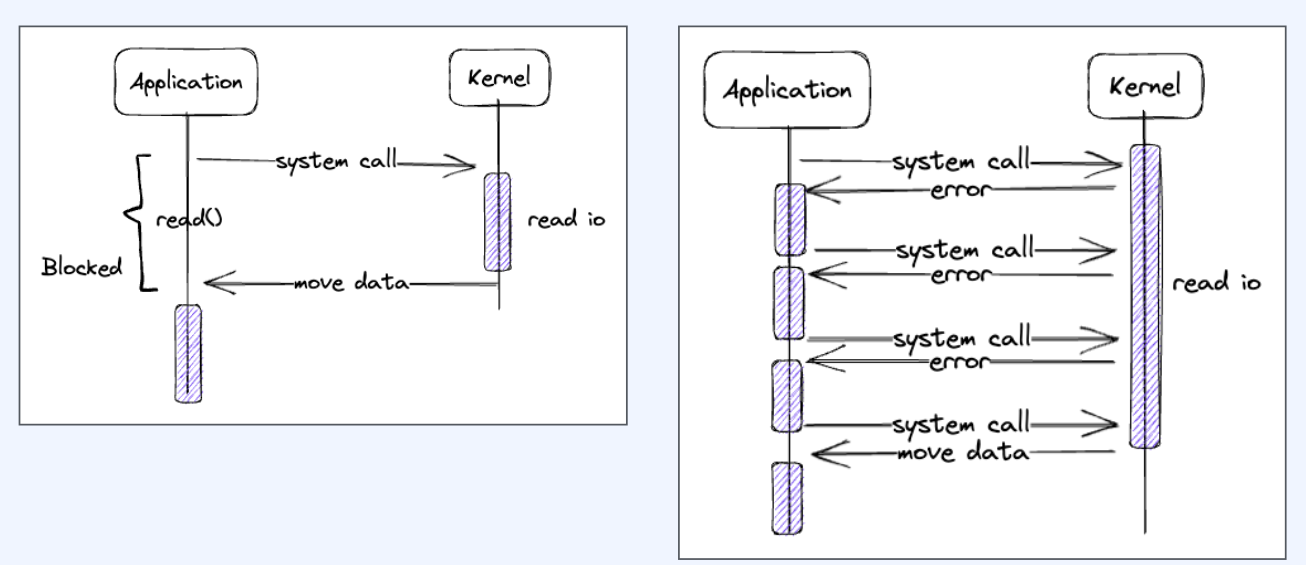 Application
Kernel
system call
read()
read io
Blocked
move data
Application
Kernel
system call
error
system call
error
read io
system call
error
system call
move data